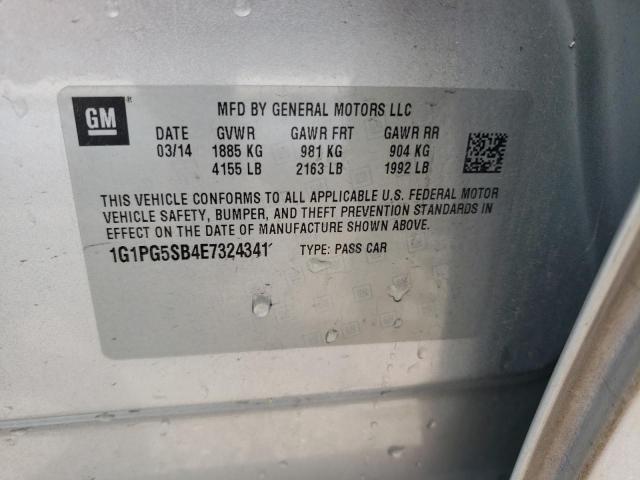 GM ®
MFD BY GENERAL MOTORS LLC
DATE GVWR GAWR FRT GAWR RR
03/14 1885 KG 981 KG 904 KG
4155 LB 2163 LB 1992 LB
THIS VEHICLE CONFORMS TO ALL APPLICABLE U.S. FEDERAL MOTOR
VEHICLE SAFETY, BUMPER, AND THEFT PREVENTION STANDARDS IN
EFFECT ON THE DATE OF MANUFACTURE SHOWN ABOVE.
1G1PG5SB4E7324341 TYPE: PASS CAR